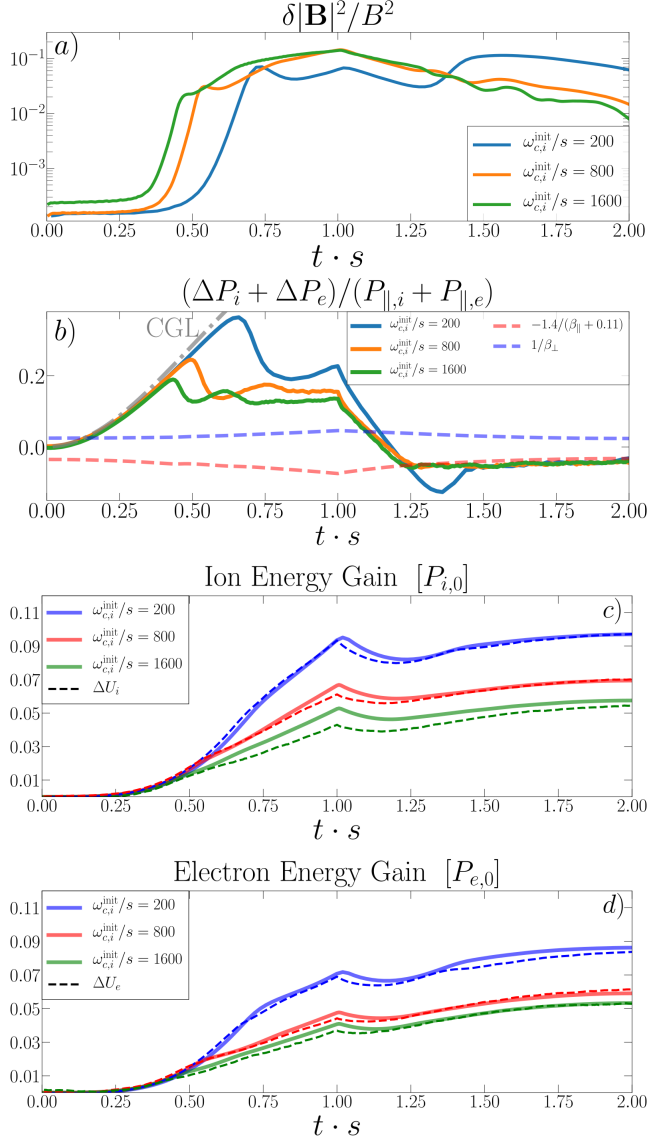 δ|B|²/B²
a)
10⁻¹
10⁻²
10⁻³
ω_{c,i}^{init}/s = 200
ω_{c,i}^{init}/s = 800
ω_{c,i}^{init}/s = 1600
0.00 0.25 0.50 0.75 1.00 1.25 1.50 1.75 2.00
t · s
(ΔP_i + ΔP_e)/(P_{∥,i} + P_{∥,e})
b)
CGL
ω_{c,i}^{init}/s = 200
ω_{c,i}^{init}/s = 800
ω_{c,i}^{init}/s = 1600
−1.4/(β_∥ + 0.11)
1/β_⊥
0.2
0.0
0.00 0.25 0.50 0.75 1.00 1.25 1.50 1.75 2.00
t · s
Ion Energy Gain [P_{i,0}]
c)
ω_{c,i}^{init}/s = 200
ω_{c,i}^{init}/s = 800
ω_{c,i}^{init}/s = 1600
ΔU_i
0.11
0.09
0.07
0.05
0.03
0.01
0.00 0.25 0.50 0.75 1.00 1.25 1.50 1.75 2.00
t · s
Electron Energy Gain [P_{e,0}]
d)
ω_{c,i}^{init}/s = 200
ω_{c,i}^{init}/s = 800
ω_{c,i}^{init}/s = 1600
ΔU_e
0.11
0.09
0.07
0.05
0.03
0.01
0.00 0.25 0.50 0.75 1.00 1.25 1.50 1.75 2.00
t · s